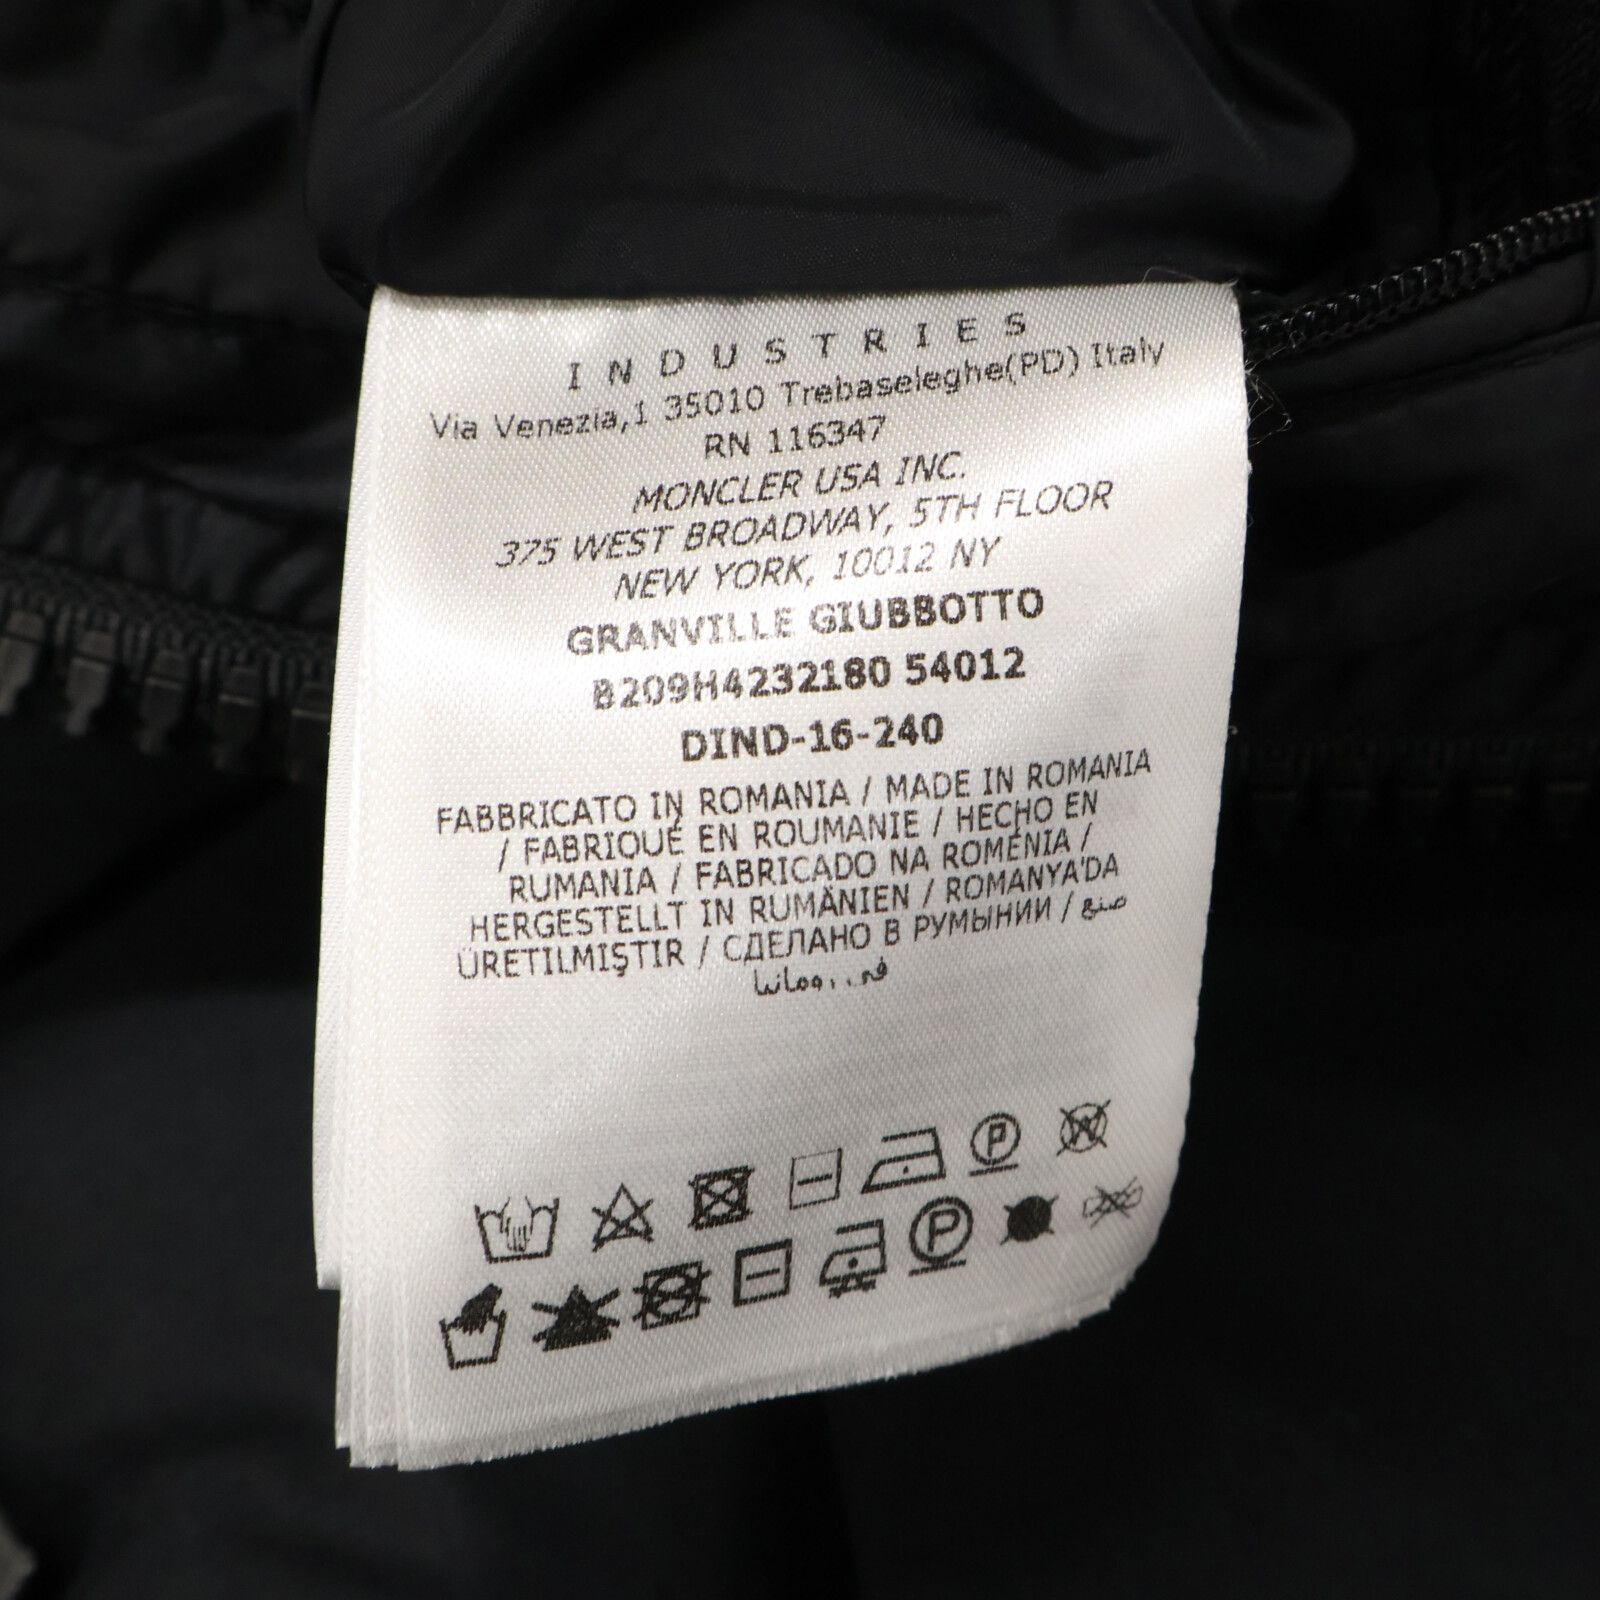 INDUSTRIES
Via Venezia,1 35010 Trebaseleghe(PD) Italy
RN 116347
MONCLER USA INC.
375 WEST BROADWAY, 5TH FLOOR
NEW YORK, 10012 NY
GRANVILLE GIUBBOTTO
B209H4232180 54012
DIND-16-240
FABBRICATO IN ROMANIA / MADE IN ROMANIA
/ FABRIQUÉ EN ROUMANIE / HECHO EN
RUMANIA / FABRICADO NA ROMÉNIA /
HERGESTELLT IN RUMÄNIEN / ROMANYA'DA
ÜRETILMIŞTIR / СДЕЛАНО В РУМЫНИИ / صنع
في رومانيا
P W
P